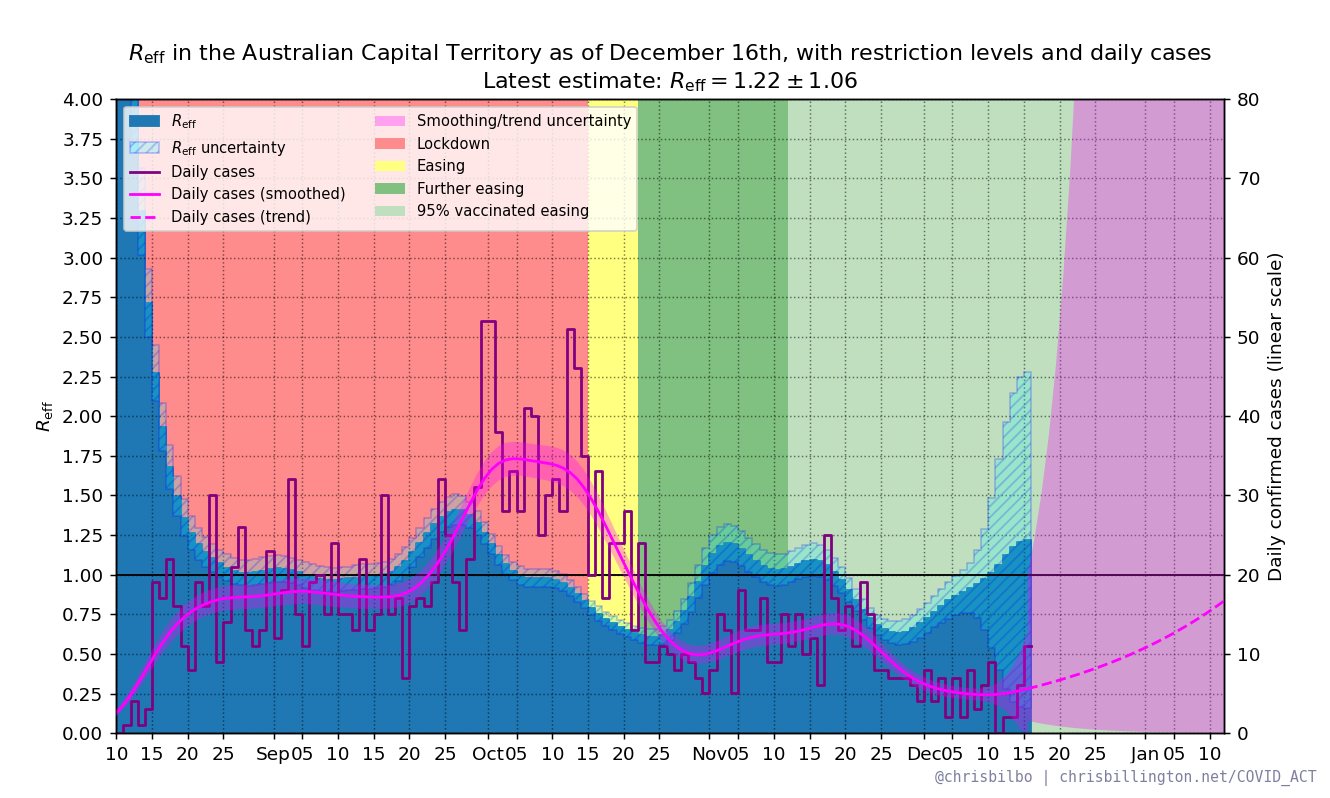 R_eff in the Australian Capital Territory as of December 16th, with restriction levels and daily cases
Latest estimate: R_eff = 1.22 ± 1.06
R_eff
R_eff uncertainty
Daily cases
Daily cases (smoothed)
Daily cases (trend)
Smoothing/trend uncertainty
Lockdown
Easing
Further easing
95% vaccinated easing
4.00
3.75
3.50
3.25
3.00
2.75
2.50
2.25
2.00
1.75
1.50
1.25
1.00
0.75
0.50
0.25
0.00
R_eff
80
70
60
50
40
30
20
10
0
Daily confirmed cases (linear scale)
10 15 20 25 Sep 05 10 15 20 25 Oct 05 10 15 20 25 Nov 05 10 15 20 25 Dec 05 10 15 20 25 Jan 05 10
@chrisbilbo | chrisbillington.net/COVID_ACT